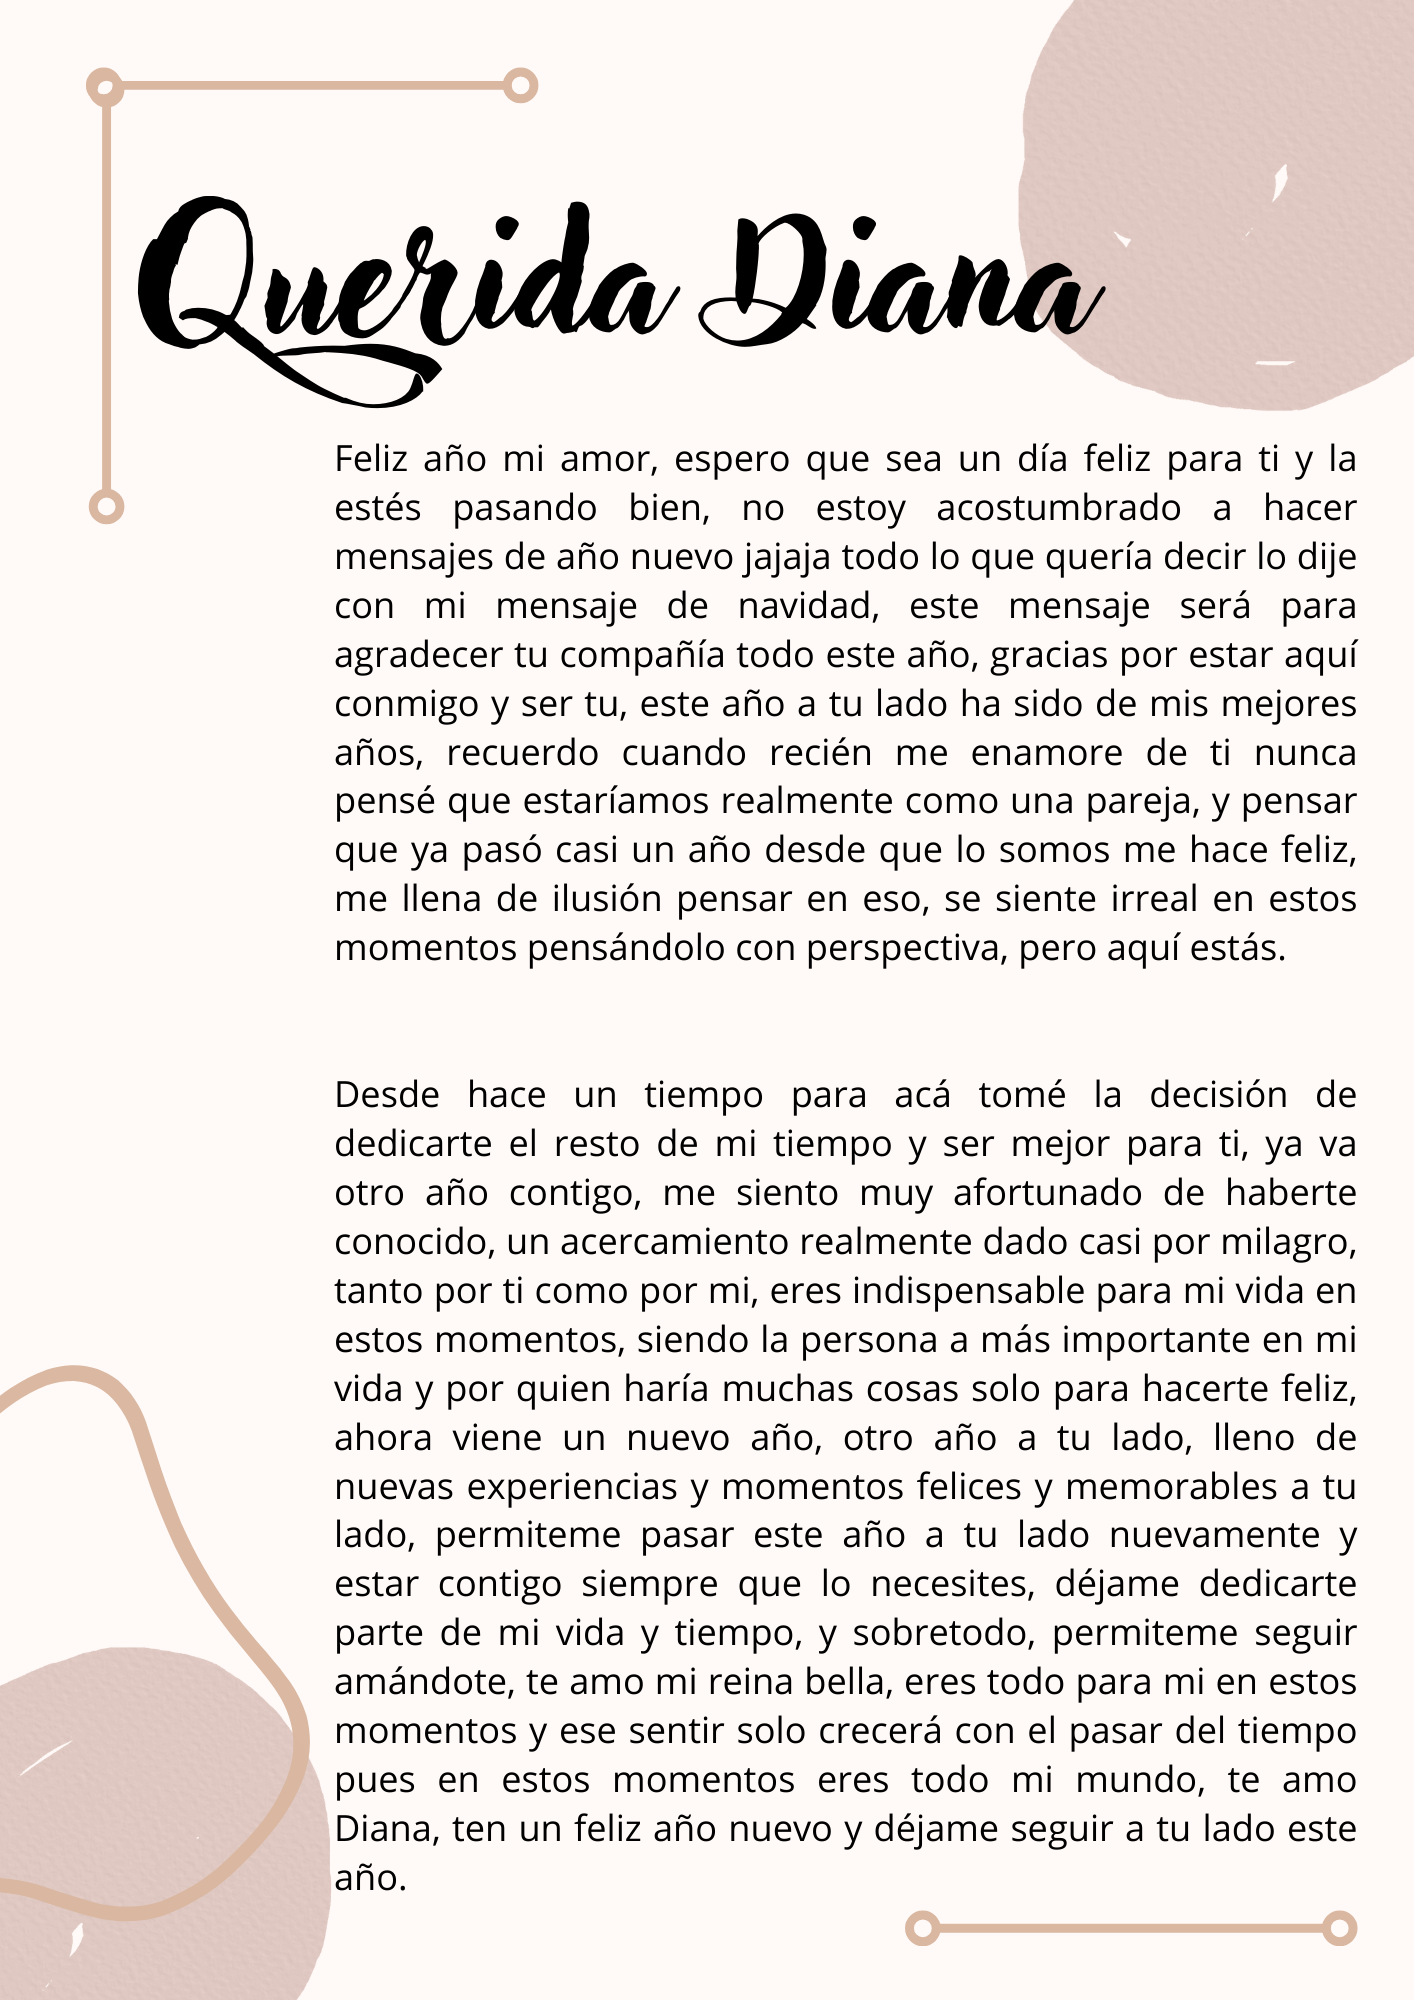 Querida Diana
Feliz año mi amor, espero que sea un día feliz para ti y la
estés pasando bien, no estoy acostumbrado a hacer
mensajes de año nuevo jajaja todo lo que quería decir lo dije
con mi mensaje de navidad, este mensaje será para
agradecer tu compañía todo este año, gracias por estar aquí
conmigo y ser tu, este año a tu lado ha sido de mis mejores
años, recuerdo cuando recién me enamore de ti nunca
pensé que estaríamos realmente como una pareja, y pensar
que ya pasó casi un año desde que lo somos me hace feliz,
me llena de ilusión pensar en eso, se siente irreal en estos
momentos pensándolo con perspectiva, pero aquí estás.
Desde hace un tiempo para acá tomé la decisión de
dedicarte el resto de mi tiempo y ser mejor para ti, ya va
otro año contigo, me siento muy afortunado de haberte
conocido, un acercamiento realmente dado casi por milagro,
tanto por ti como por mi, eres indispensable para mi vida en
estos momentos, siendo la persona a más importante en mi
vida y por quien haría muchas cosas solo para hacerte feliz,
ahora viene un nuevo año, otro año a tu lado, lleno de
nuevas experiencias y momentos felices y memorables a tu
lado, permiteme pasar este año a tu lado nuevamente y
estar contigo siempre que lo necesites, déjame dedicarte
parte de mi vida y tiempo, y sobretodo, permiteme seguir
amándote, te amo mi reina bella, eres todo para mi en estos
momentos y ese sentir solo crecerá con el pasar del tiempo
pues en estos momentos eres todo mi mundo, te amo
Diana, ten un feliz año nuevo y déjame seguir a tu lado este
año.